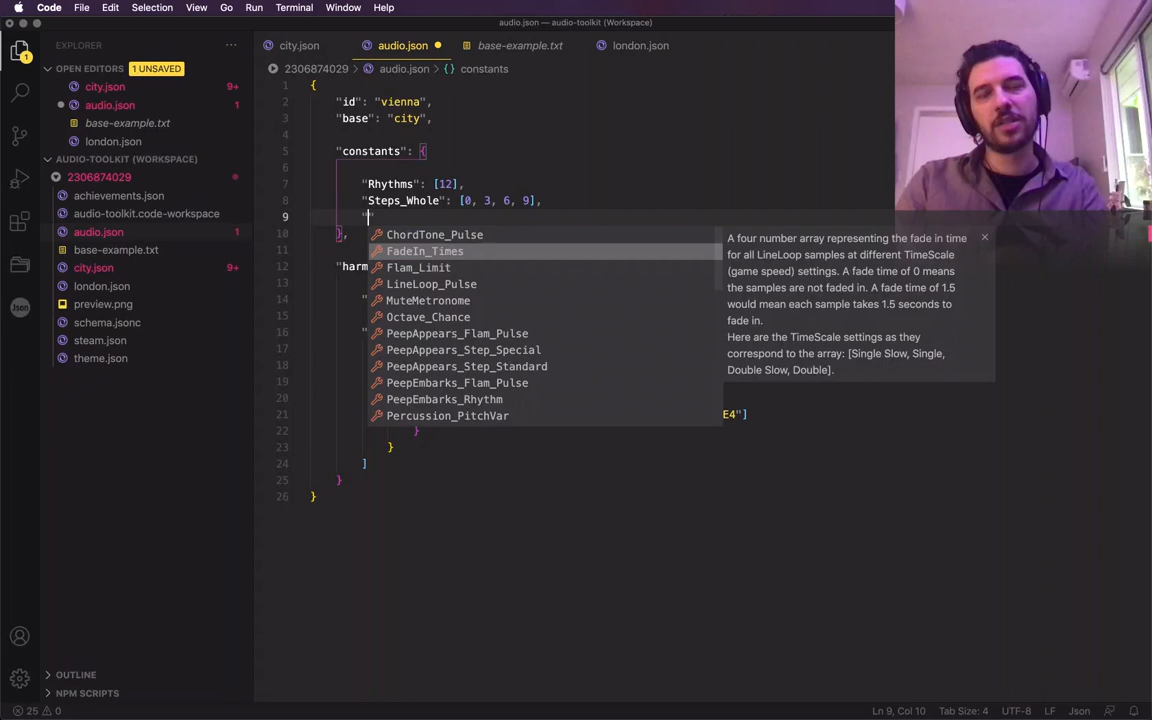 Code File Edit Selection View Go Run Terminal Window Help
audio.json — audio-toolkit (Workspace)
EXPLORER
OPEN EDITORS 1 UNSAVED
city.json 9+
audio.json 1
base-example.txt
london.json
AUDIO-TOOLKIT (WORKSPACE)
2306874029
achievements.json
audio-toolkit.code-workspace
audio.json 1
base-example.txt
city.json 9+
london.json
preview.png
schema.jsonc
steam.json
theme.json
OUTLINE
NPM SCRIPTS
1
Json
city.json audio.json base-example.txt london.json
2306874029 > audio.json > {} constants
1 {
2 "id": "vienna",
3 "base": "city",
4
5 "constants": {
6
7 "Rhythms": [12],
8 "Steps_Whole": [0, 3, 6, 9],
9 ""
10 },
11
12 "harm
13
14 "
15
16 "
17
18
19
20
21 E4"]
22 }
23 }
24 ]
25 }
26 }
ChordTone_Pulse
FadeIn_Times
Flam_Limit
LineLoop_Pulse
MuteMetronome
Octave_Chance
PeepAppears_Flam_Pulse
PeepAppears_Step_Special
PeepAppears_Step_Standard
PeepEmbarks_Flam_Pulse
PeepEmbarks_Rhythm
Percussion_PitchVar
A four number array representing the fade in time
for all LineLoop samples at different TimeScale
(game speed) settings. A fade time of 0 means
the samples are not faded in. A fade time of 1.5
would mean each sample takes 1.5 seconds to
fade in.
Here are the TimeScale settings as they
correspond to the array: [Single Slow, Single,
Double Slow, Double].
25 0 Ln 9, Col 10 Tab Size: 4 UTF-8 LF Json